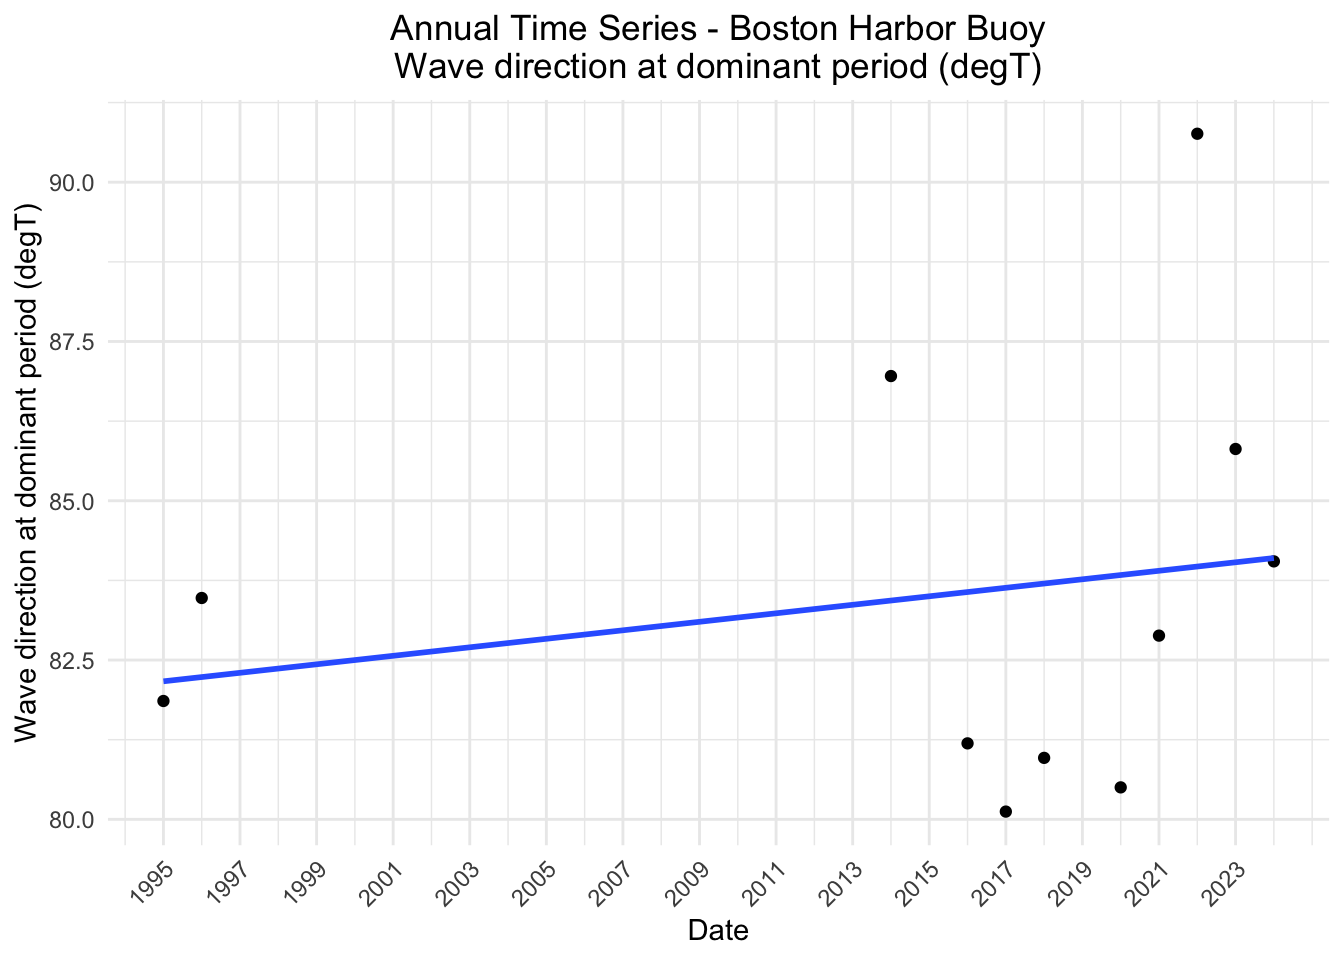 Annual Time Series - Boston Harbor Buoy
Wave direction at dominant period (degT)
Wave direction at dominant period (degT)
90.0
87.5
85.0
82.5
80.0
1995 1997 1999 2001 2003 2005 2007 2009 2011 2013 2015 2017 2019 2021 2023
Date